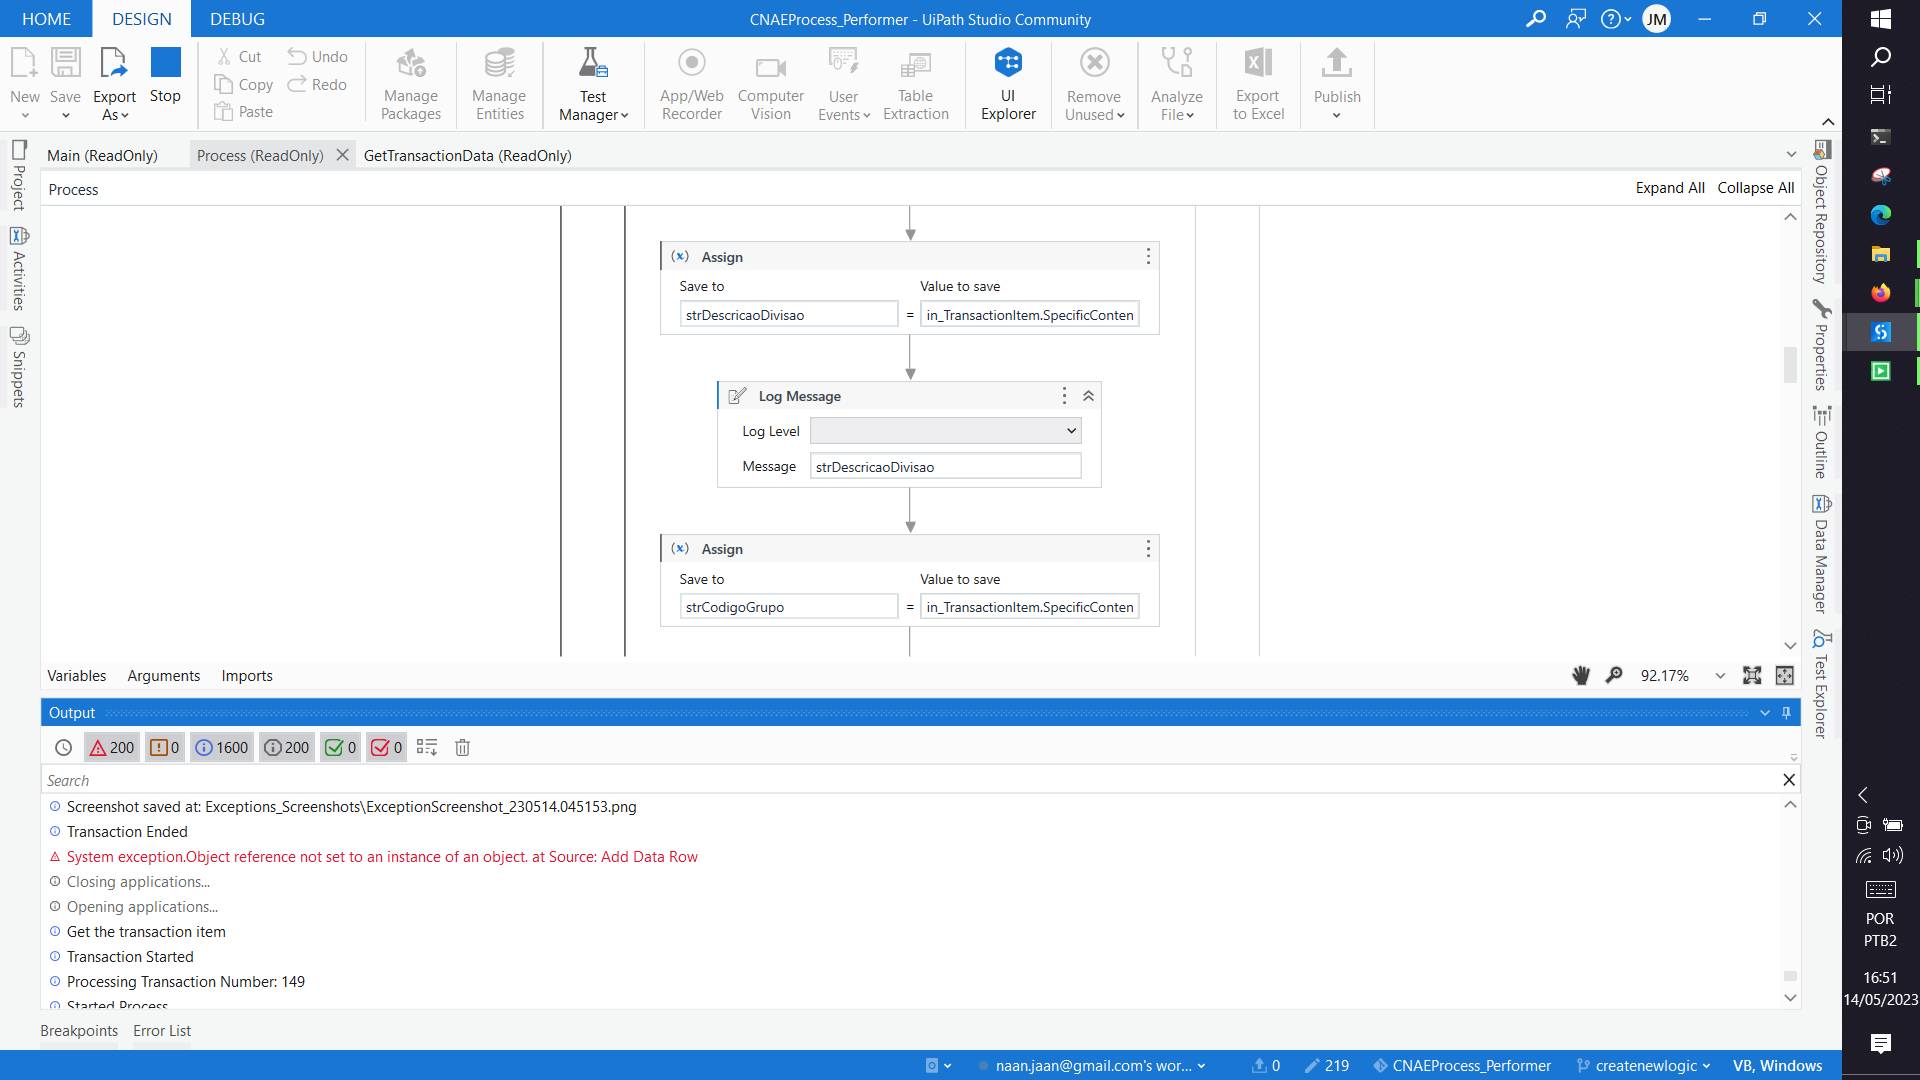 HOME DESIGN DEBUG
CNAEProcess_Performer - UiPath Studio Community
JM
New
Save
Export As
Stop
Cut
Copy
Paste
Undo
Redo
Manage Packages
Manage Entities
Test Manager
App/Web Recorder
Computer Vision
User Events
Table Extraction
UI Explorer
Remove Unused
Analyze File
Export to Excel
Publish
Main (ReadOnly) Process (ReadOnly) GetTransactionData (ReadOnly)
Process
Expand All Collapse All
Project
Activities
Snippets
Assign
Save to Value to save
strDescricaoDivisao = in_TransactionItem.SpecificConten
Log Message
Log Level
Message strDescricaoDivisao
Assign
Save to Value to save
strCodigoGrupo = in_TransactionItem.SpecificConten
Object Repository
Properties
Outline
Data Manager
Test Explorer
Variables Arguments Imports
92.17%
Output
200 0 1600 200 0 0
Search
Screenshot saved at: Exceptions_Screenshots\ExceptionScreenshot_230514.045153.png
Transaction Ended
System exception.Object reference not set to an instance of an object. at Source: Add Data Row
Closing applications...
Opening applications...
Get the transaction item
Transaction Started
Processing Transaction Number: 149
Started Process
Breakpoints Error List
naan.jaan@gmail.com's wor... 0 219 CNAEProcess_Performer createnewlogic VB, Windows
POR
PTB2
16:51
14/05/2023